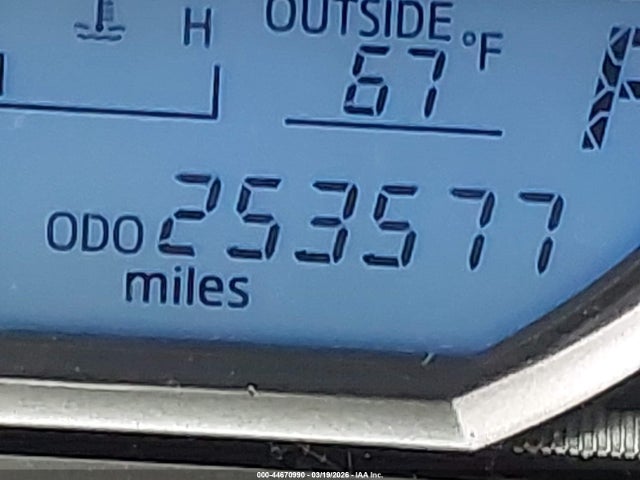 H
OUTSIDE
67 °F
P
ODO 253577
miles
000-44670990 - 03/19/2026 - IAA Inc.